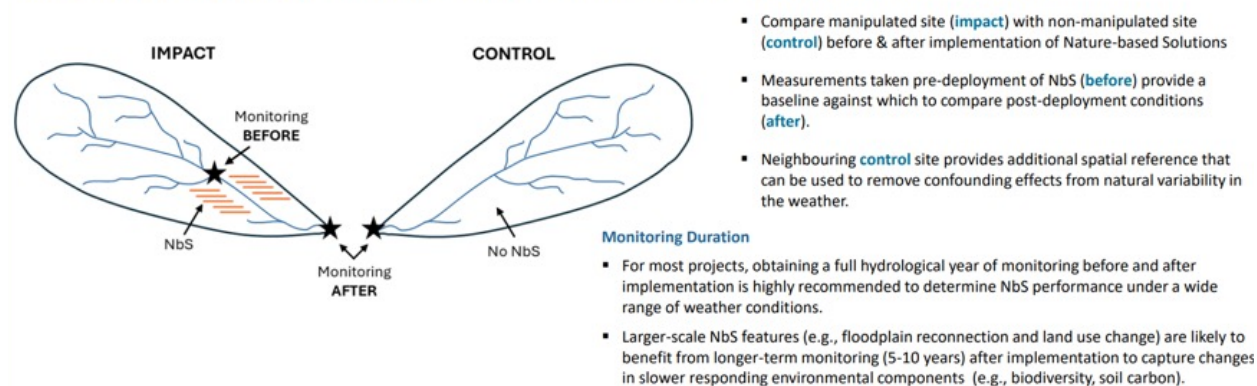 IMPACT
CONTROL
Monitoring
BEFORE
NbS
Monitoring
AFTER
No NbS
▪ Compare manipulated site (impact) with non-manipulated site
(control) before & after implementation of Nature-based Solutions
▪ Measurements taken pre-deployment of NbS (before) provide a
baseline against which to compare post-deployment conditions
(after).
▪ Neighbouring control site provides additional spatial reference that
can be used to remove confounding effects from natural variability in
the weather.
Monitoring Duration
▪ For most projects, obtaining a full hydrological year of monitoring before and after
implementation is highly recommended to determine NbS performance under a wide
range of weather conditions.
▪ Larger-scale NbS features (e.g., floodplain reconnection and land use change) are likely to
benefit from longer-term monitoring (5-10 years) after implementation to capture changes
in slower responding environmental components (e.g., biodiversity, soil carbon).